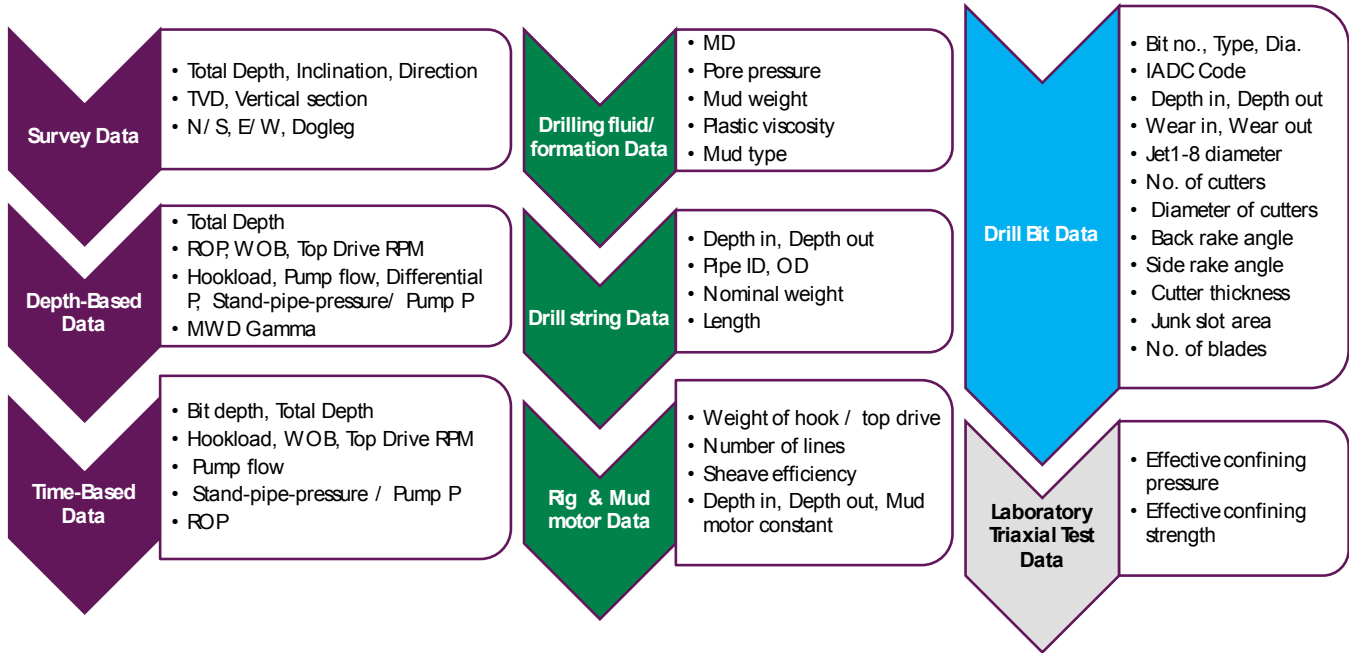 Survey Data
• Total Depth, Inclination, Direction
• TVD, Vertical section
• N/ S, E/ W, Dogleg
Depth-Based
Data
• Total Depth
• ROP, WOB, Top Drive RPM
• Hookload, Pump flow, Differential
P, Stand-pipe-pressure/ Pump P
• MWD Gamma
Time-Based
Data
• Bit depth, Total Depth
• Hookload, WOB, Top Drive RPM
• Pump flow
• Stand-pipe-pressure / Pump P
• ROP
Drilling fluid/
formation Data
• MD
• Pore pressure
• Mud weight
• Plastic viscosity
• Mud type
Drill string Data
• Depth in, Depth out
• Pipe ID, OD
• Nominal weight
• Length
Rig & Mud
motor Data
• Weight of hook / top drive
• Number of lines
• Sheave efficiency
• Depth in, Depth out, Mud
motor constant
Drill Bit Data
• Bit no., Type, Dia.
• IADC Code
• Depth in, Depth out
• Wear in, Wear out
• Jet1-8 diameter
• No. of cutters
• Diameter of cutters
• Back rake angle
• Side rake angle
• Cutter thickness
• Junk slot area
• No. of blades
Laboratory
Triaxial Test
Data
• Effective confining
pressure
• Effective confining
strength